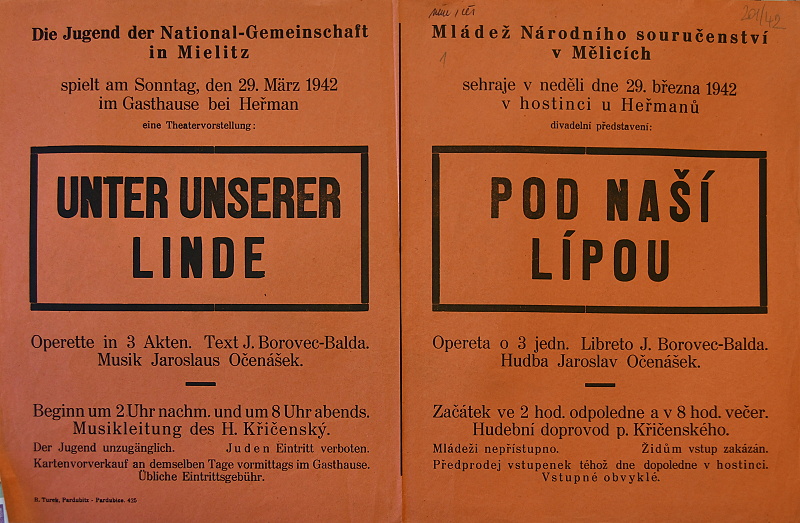 Die Jugend der National-Gemeinschaft
in Mielitz
spielt am Sonntag, den 29. März 1942
im Gasthause bei Heřman
eine Theatervorstellung:
UNTER UNSERER
LINDE
Operette in 3 Akten. Text J. Borovec-Balda.
Musik Jaroslaus Očenášek.
Beginn um 2 Uhr nachm. und um 8 Uhr abends.
Musikleitung des H. Křičenský.
Der Jugend unzugänglich. Juden Eintritt verboten.
Kartenvorverkauf an demselben Tage vormittags im Gasthause.
Übliche Eintrittsgebühr.
R. Turek, Pardubitz - Pardubice. 425
201/42
Mládež Národního souručenství
v Mělicích
1
sehraje v neděli dne 29. března 1942
v hostinci u Heřmanů
divadelní představení:
POD NAŠÍ
LÍPOU
Opereta o 3 jedn. Libreto J. Borovec-Balda.
Hudba Jaroslav Očenášek.
Začátek ve 2 hod. odpoledne a v 8 hod. večer.
Hudební doprovod p. Křičenského.
Mládeži nepřístupno. Židům vstup zakázán.
Předprodej vstupenek téhož dne dopoledne v hostinci.
Vstupné obvyklé.